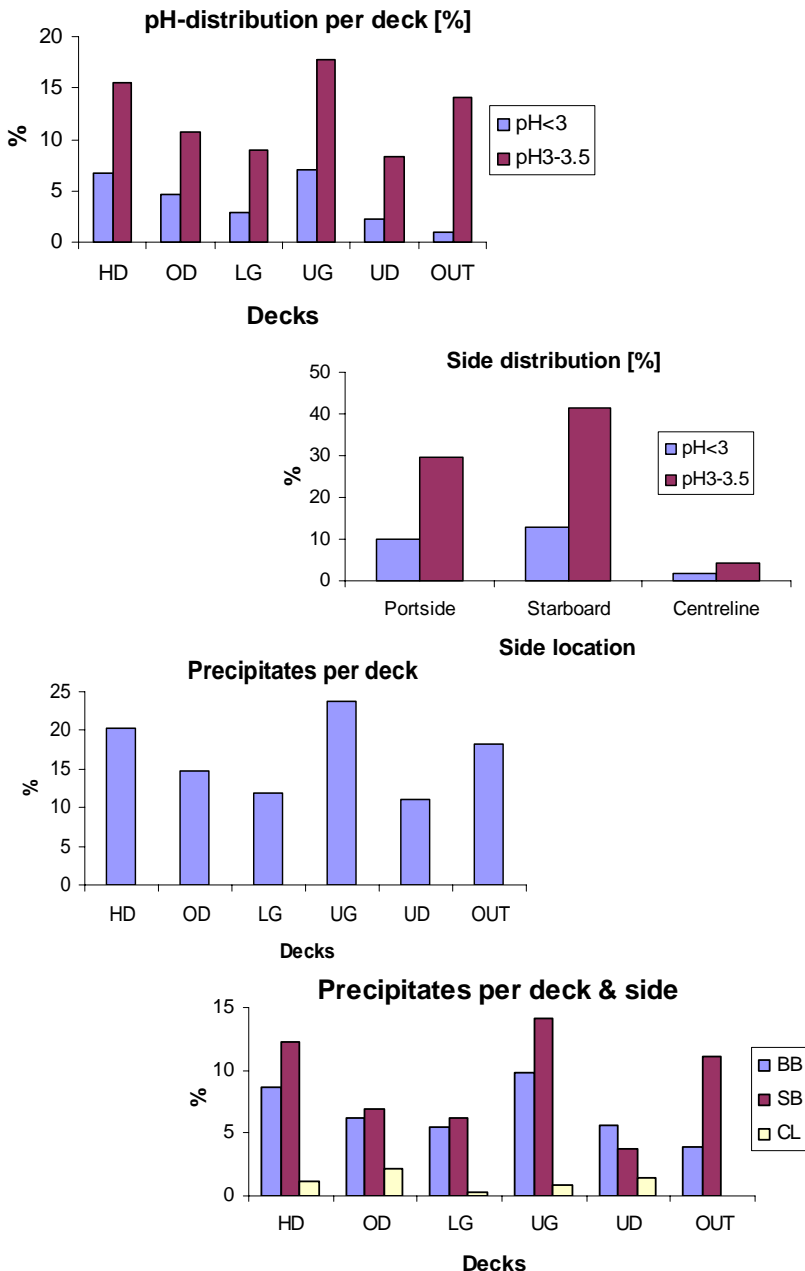 pH-distribution per deck [%]
20
15
10
5
0
%
HD OD LG UG UD OUT
Decks
pH<3
pH3-3.5
Side distribution [%]
50
40
30
20
10
0
%
Portside Starboard Centreline
Side location
pH<3
pH3-3.5
Precipitates per deck
25
20
15
10
5
0
%
HD OD LG UG UD OUT
Decks
Precipitates per deck & side
15
10
5
0
%
HD OD LG UG UD OUT
Decks
BB
SB
CL